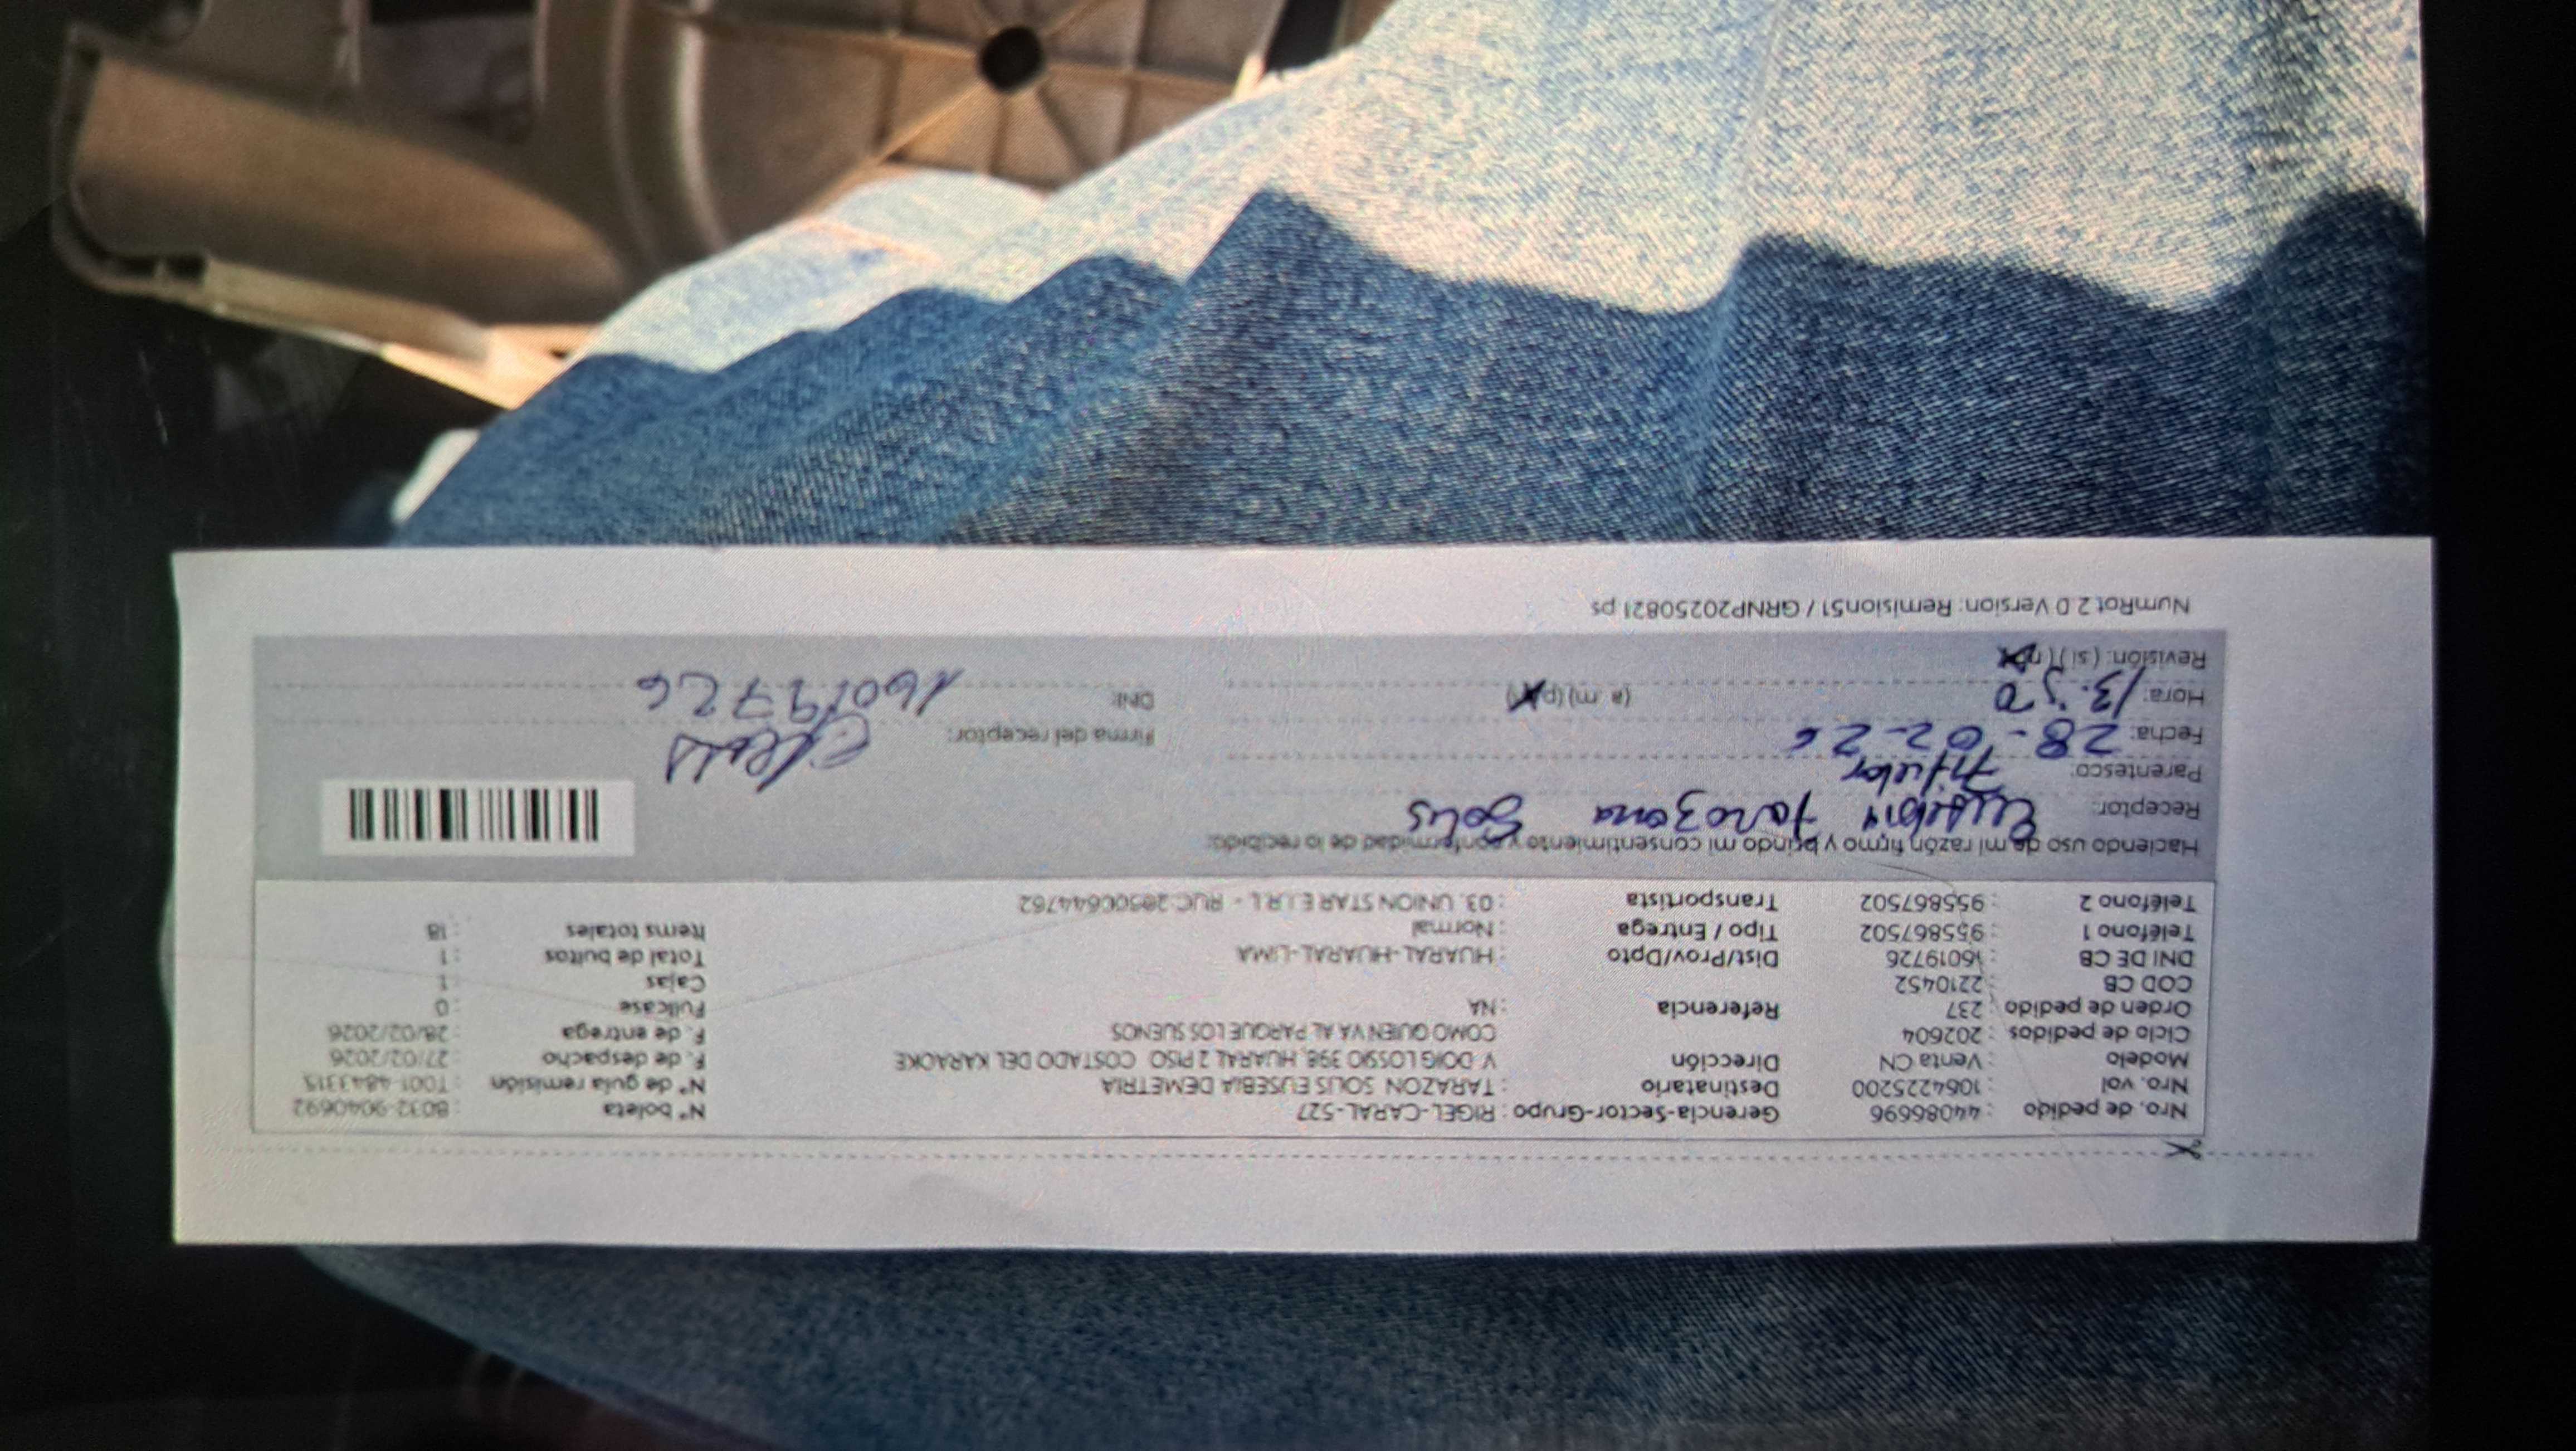 Nro. de pedido : 44086696 Gerencia-Sector-Grupo : RIGEL-CARAL-527 N° boleta : B032-9040692
Nro. vol : 1064225200 Destinatario : TARAZON SOLIS EUSEBIA DEMETRIA N° de guía remisión : T001-4843315
Modelo : Venta CN Dirección V. DOIG LOSSIO 398, HUARAL 2 PISO COSTADO DEL KARAOKE F. de despacho : 27/02/2026
Ciclo de pedidos : 202604 COMO QUIEN VA AL PARQUE LOS SUENOS F. de entrega : 28/02/2026
Orden de pedido : 237 Referencia : NA Fullcase : 0
COD CB : 2210452 Cajas : 1
DNI DE CB : 16019726 Dist/Prov/Dpto : HUARAL-HUARAL-LIMA Total de bultos : 1
Teléfono 1 : 955867502 Tipo / Entrega : Normal Items totales : 18
Teléfono 2 : 955867502 Transportista : 03. UNION STAR E.I.R.L - RUC:20500644762
Haciendo uso de mi razón firmo y brindo mi consentimiento y conformidad de lo recibido:
Receptor: Eusebia Tarazona Solis
Parentesco: Titular
Fecha: 28-02-26 Firma del receptor:
Hora: 13:50 (a. m) (p. m) DNI: 16019726
Revisión: (si) (no)
NumRot 2.0 Version: Remision51 / GRNP20250821 ps